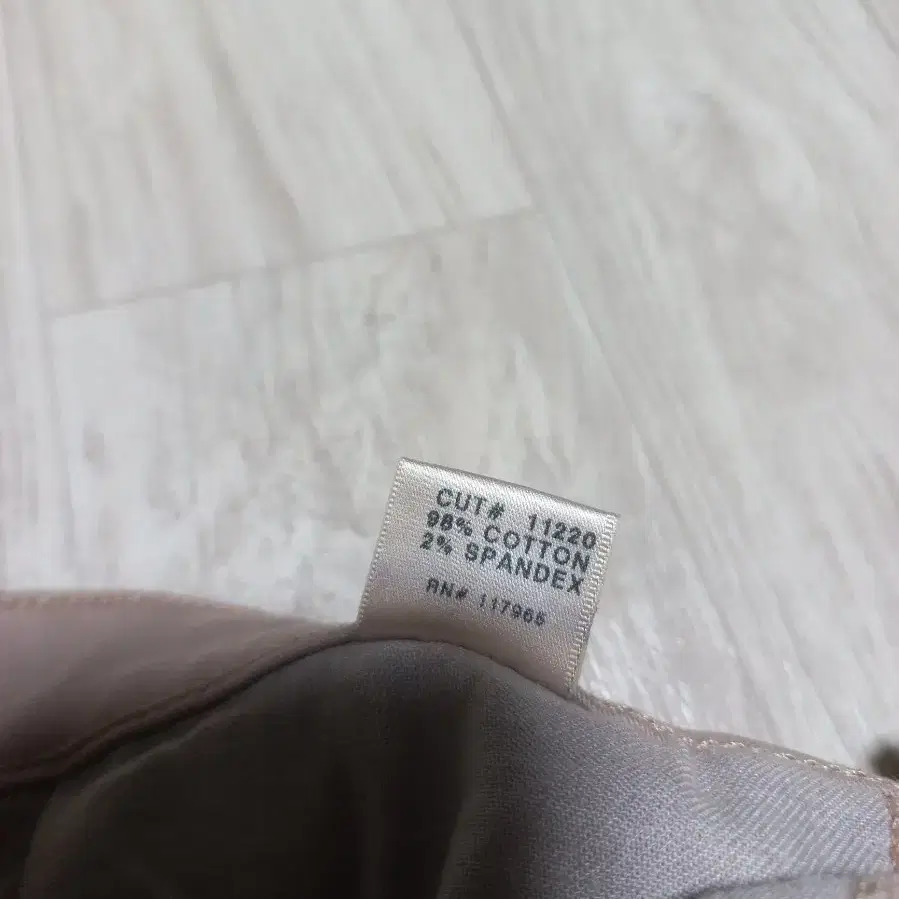 CUT# 11220
98% COTTON
2% SPANDEX
RN# 117965